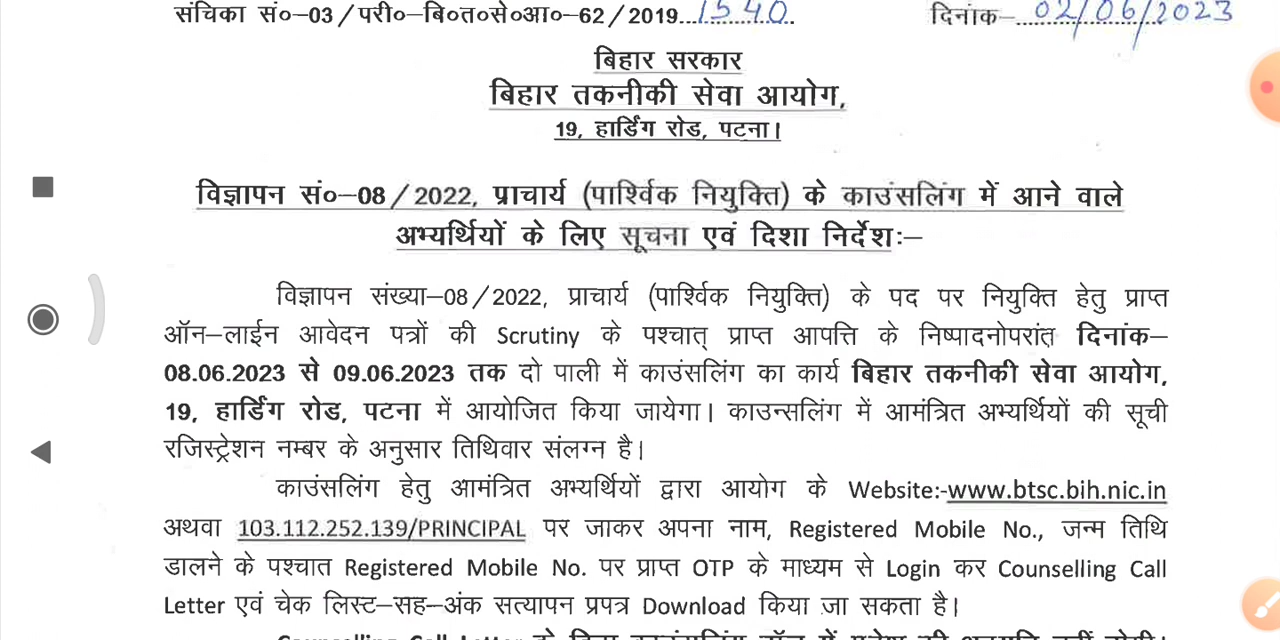 संचिका सं०–03/परी०–बि०त०से०आ०–62/2019...1540.
दिनांक–...02/06/2023
बिहार सरकार
बिहार तकनीकी सेवा आयोग,
19, हार्डिंग रोड, पटना।
विज्ञापन सं०–08/2022, प्राचार्य (पार्श्विक नियुक्ति) के काउंसलिंग में आने वाले
अभ्यर्थियों के लिए सूचना एवं दिशा निर्देश:–
विज्ञापन संख्या–08/2022, प्राचार्य (पार्श्विक नियुक्ति) के पद पर नियुक्ति हेतु प्राप्त
ऑन–लाईन आवेदन पत्रों की Scrutiny के पश्चात् प्राप्त आपत्ति के निष्पादनोपरांत दिनांक–
08.06.2023 से 09.06.2023 तक दो पाली में काउंसलिंग का कार्य बिहार तकनीकी सेवा आयोग,
19, हार्डिंग रोड, पटना में आयोजित किया जायेगा। काउन्सलिंग में आमंत्रित अभ्यर्थियों की सूची
रजिस्ट्रेशन नम्बर के अनुसार तिथिवार संलग्न है।
काउंसलिंग हेतु आमंत्रित अभ्यर्थियों द्वारा आयोग के Website:-www.btsc.bih.nic.in
अथवा 103.112.252.139/PRINCIPAL पर जाकर अपना नाम, Registered Mobile No., जन्म तिथि
डालने के पश्चात Registered Mobile No. पर प्राप्त OTP के माध्यम से Login कर Counselling Call
Letter एवं चेक लिस्ट–सह–अंक सत्यापन प्रपत्र Download किया जा सकता है।